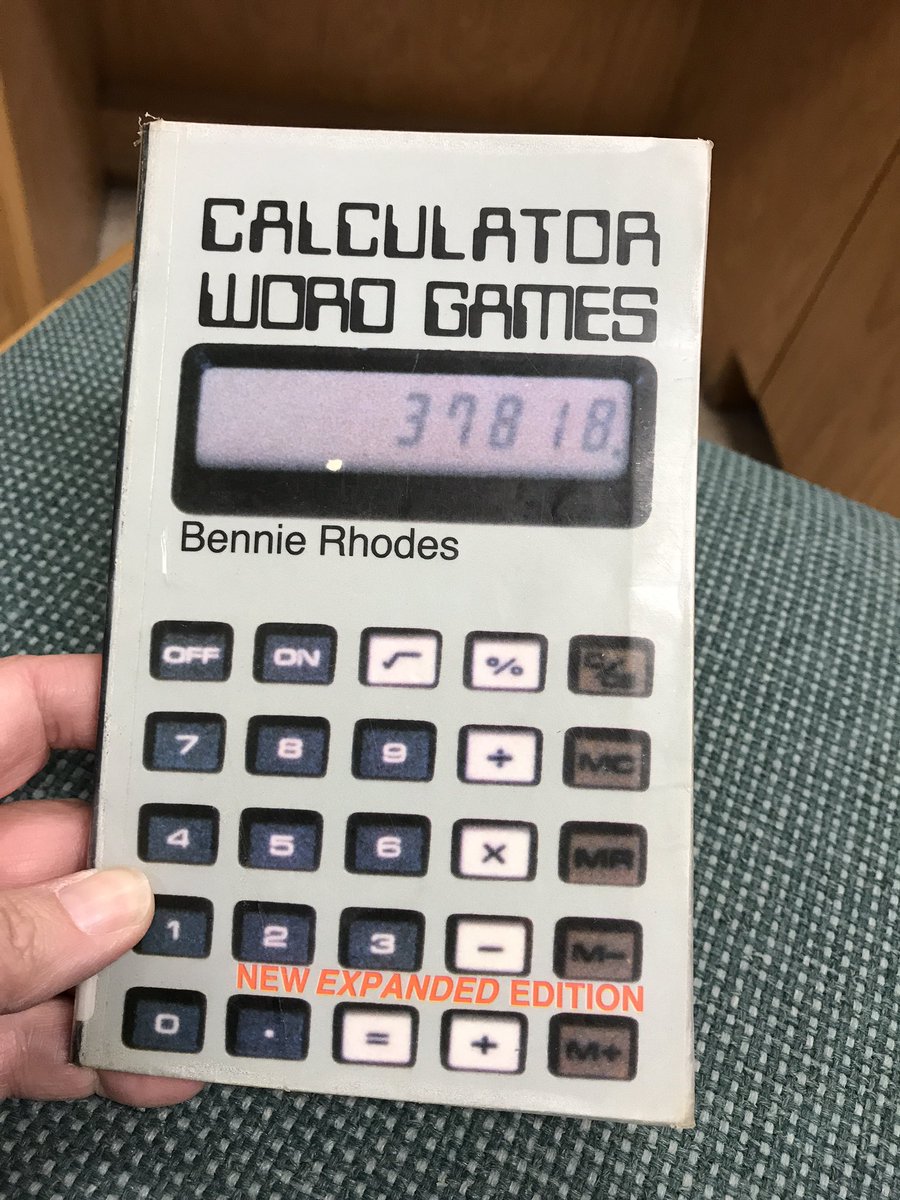 CALCULATOR
WORD GAMES
37818.
Bennie Rhodes
OFF ON √ %
7 8 9 ÷ MC
4 5 6 × MR
1 2 3 − M−
NEW EXPANDED EDITION
0 . = + M+